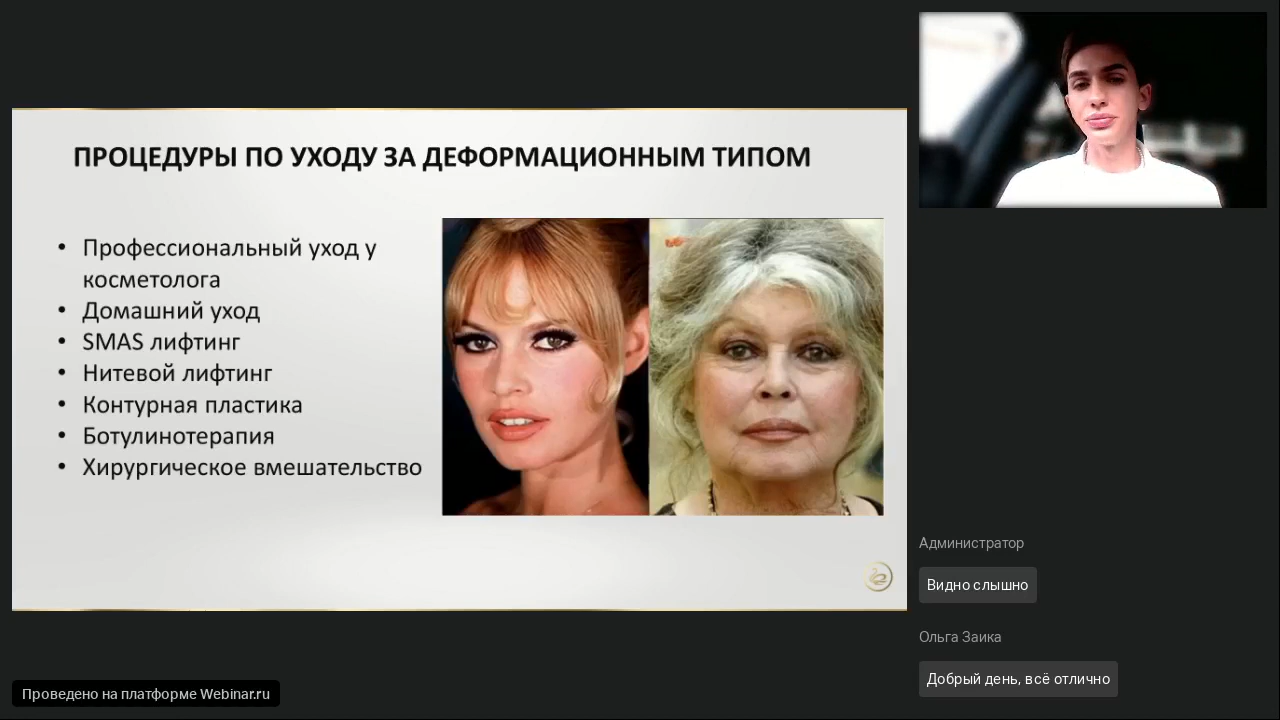 ПРОЦЕДУРЫ ПО УХОДУ ЗА ДЕФОРМАЦИОННЫМ ТИПОМ
• Профессиональный уход у
косметолога
• Домашний уход
• SMAS лифтинг
• Нитевой лифтинг
• Контурная пластика
• Ботулинотерапия
• Хирургическое вмешательство
Администратор
Видно слышно
Ольга Заика
Добрый день, всё отлично
Проведено на платформе Webinar.ru